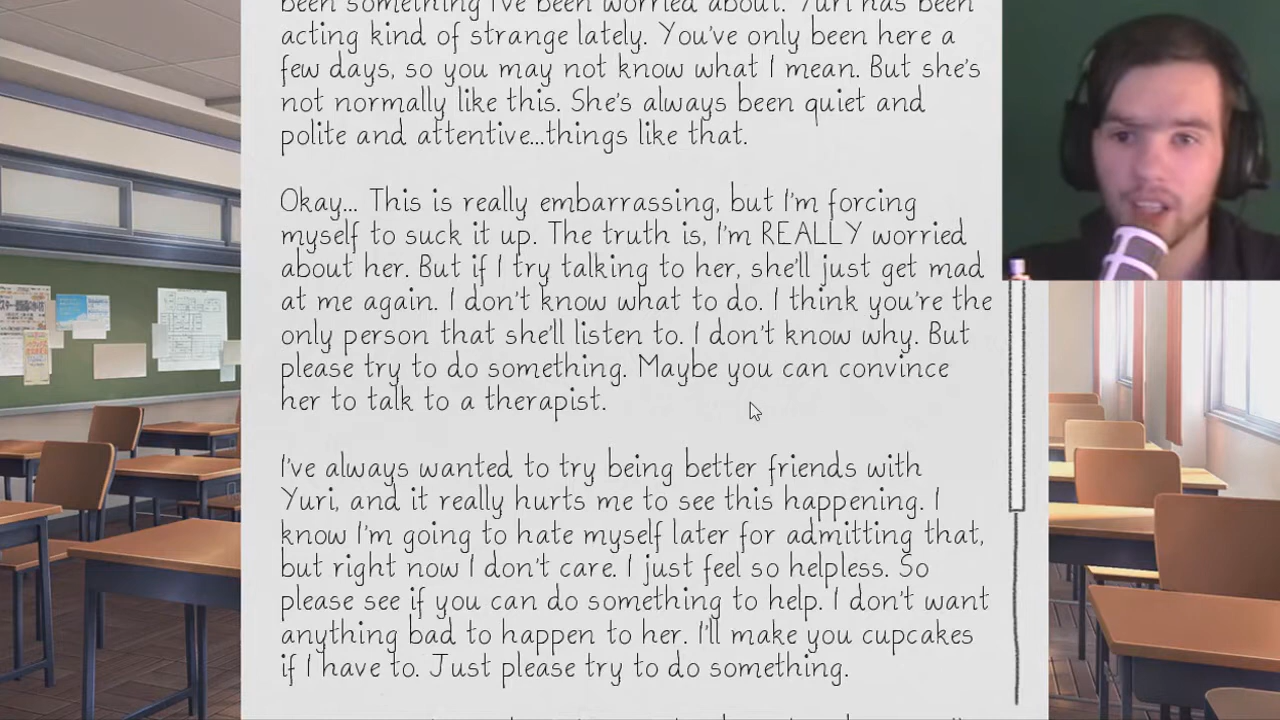 been something I've been worried about. Yuri has been
acting kind of strange lately. You've only been here a
few days, so you may not know what I mean. But she's
not normally like this. She's always been quiet and
polite and attentive...things like that.
Okay... This is really embarrassing, but I'm forcing
myself to suck it up. The truth is, I'm REALLY worried
about her. But if I try talking to her, she'll just get mad
at me again. I don't know what to do. I think you're the
only person that she'll listen to. I don't know why. But
please try to do something. Maybe you can convince
her to talk to a therapist.
I've always wanted to try being better friends with
Yuri, and it really hurts me to see this happening. I
know I'm going to hate myself later for admitting that,
but right now I don't care. I just feel so helpless. So
please see if you can do something to help. I don't want
anything bad to happen to her. I'll make you cupcakes
if I have to. Just please try to do something.